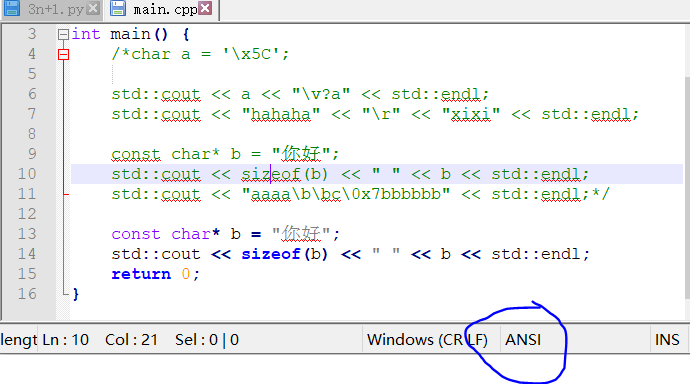 3n+1.py main.cpp
3 int main() {
4 /*char a = '\x5C';
5
6 std::cout << a << "\v?a" << std::endl;
7 std::cout << "hahaha" << "\r" << "xixi" << std::endl;
8
9 const char* b = "你好";
10 std::cout << sizeof(b) << " " << b << std::endl;
11 std::cout << "aaaa\b\bc\0x7bbbbbb" << std::endl;*/
12
13 const char* b = "你好";
14 std::cout << sizeof(b) << " " << b << std::endl;
15 return 0;
16 }
lengt Ln : 10 Col : 21 Sel : 0 | 0 Windows (CR LF) ANSI INS